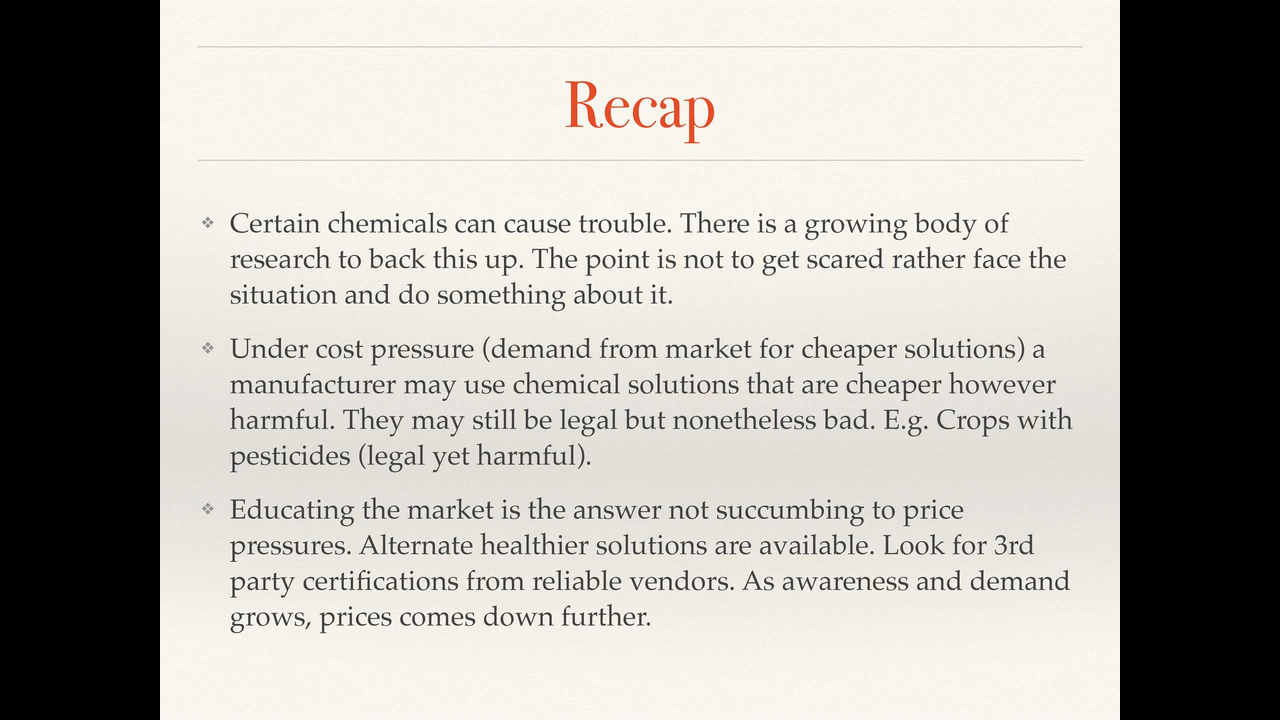 Recap
Certain chemicals can cause trouble. There is a growing body of
research to back this up. The point is not to get scared rather face the
situation and do something about it.
Under cost pressure (demand from market for cheaper solutions) a
manufacturer may use chemical solutions that are cheaper however
harmful. They may still be legal but nonetheless bad. E.g. Crops with
pesticides (legal yet harmful).
Educating the market is the answer not succumbing to price
pressures. Alternate healthier solutions are available. Look for 3rd
party certifications from reliable vendors. As awareness and demand
grows, prices comes down further.